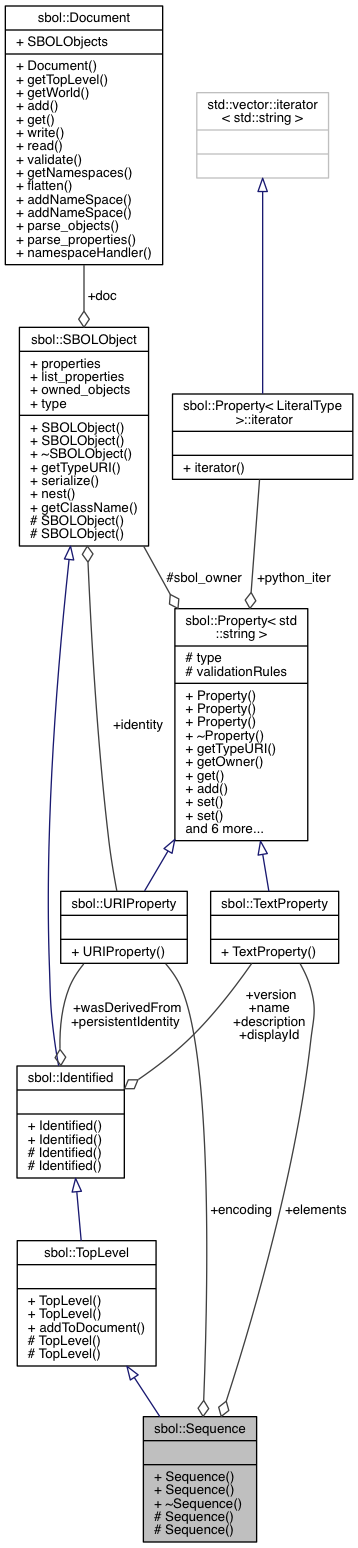 sbol::Document
+ SBOLObjects
+ Document()
+ getTopLevel()
+ getWorld()
+ add()
+ get()
+ write()
+ read()
+ validate()
+ getNamespaces()
+ flatten()
+ addNameSpace()
+ addNameSpace()
+ parse_objects()
+ parse_properties()
+ namespaceHandler()
std::vector::iterator
< std::string >
+doc
sbol::SBOLObject
+ properties
+ list_properties
+ owned_objects
+ type
+ SBOLObject()
+ SBOLObject()
+ ~SBOLObject()
+ getTypeURI()
+ serialize()
+ nest()
+ getClassName()
# SBOLObject()
# SBOLObject()
sbol::Property< LiteralType
>::iterator
+ iterator()
#sbol_owner
+python_iter
sbol::Property< std
::string >
# type
# validationRules
+ Property()
+ Property()
+ Property()
+ ~Property()
+ getTypeURI()
+ getOwner()
+ get()
+ add()
+ set()
+ set()
and 6 more...
+identity
sbol::URIProperty
+ URIProperty()
sbol::TextProperty
+ TextProperty()
+wasDerivedFrom
+persistentIdentity
+version
+name
+description
+displayId
sbol::Identified
+ Identified()
+ Identified()
# Identified()
# Identified()
+encoding
+elements
sbol::TopLevel
+ TopLevel()
+ TopLevel()
+ addToDocument()
# TopLevel()
# TopLevel()
sbol::Sequence
+ Sequence()
+ Sequence()
+ ~Sequence()
# Sequence()
# Sequence()